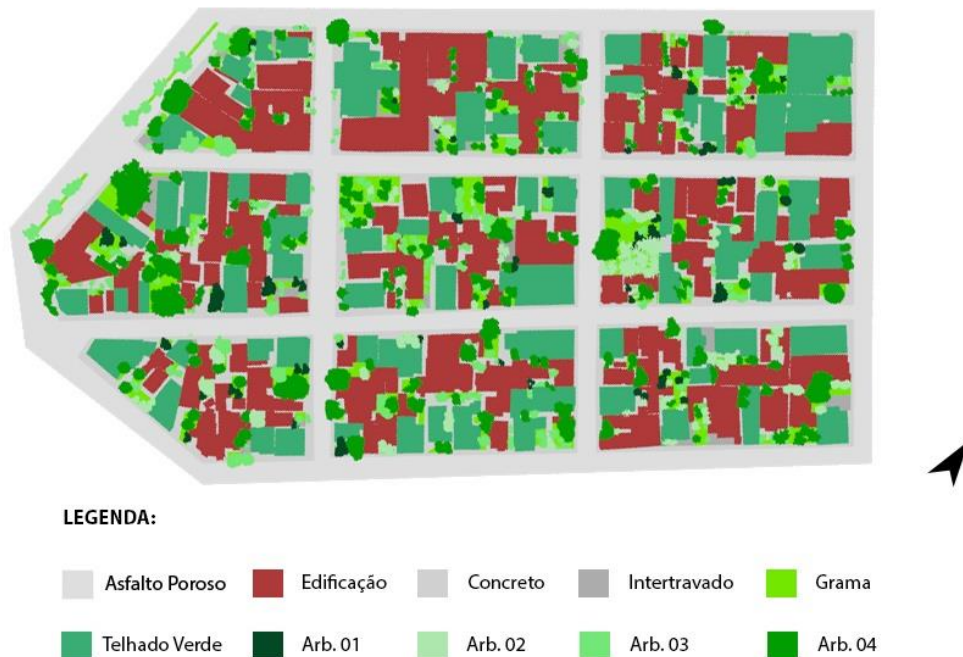 LEGENDA:
Asfalto Poroso Edificação Concreto Intertravado Grama
Telhado Verde Arb. 01 Arb. 02 Arb. 03 Arb. 04